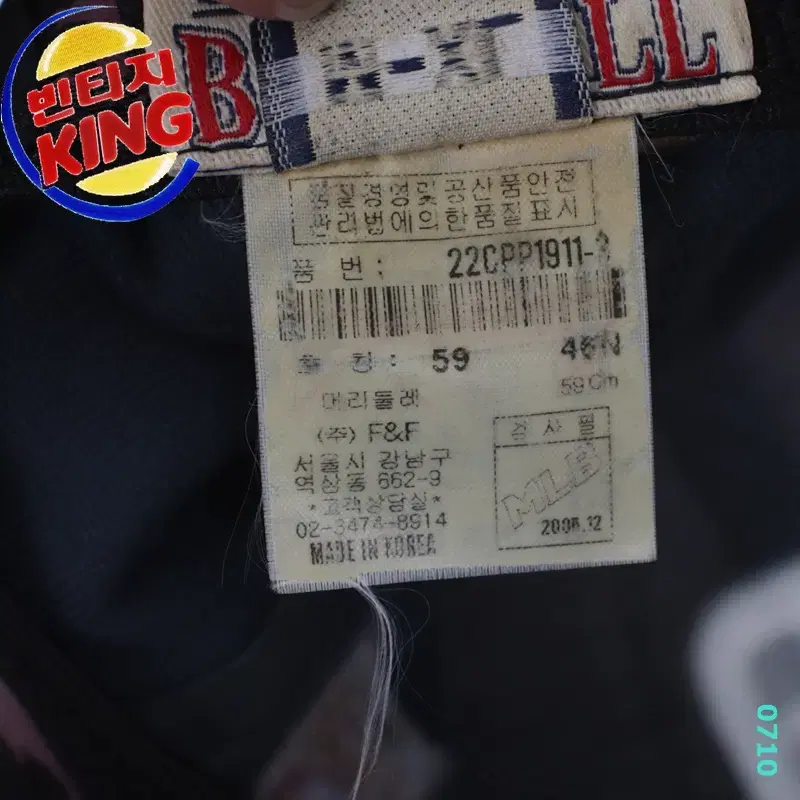 빈티지
KING
B LL
품질경영및공산품안전
관리법에의한품질표시
품 번 :
호 칭 : 59 46N
머리둘레 59Cm
(주) F&F
서울시 강남구
역삼동 662-9
*고객상담실*
02-3474-8914
MADE IN KOREA
검 사 필
MLB
0710